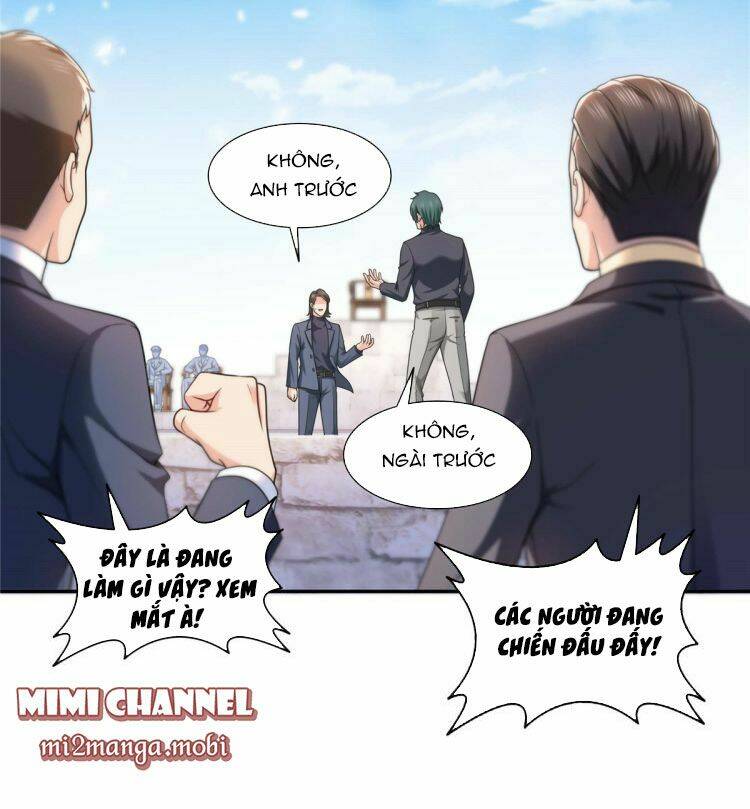 KHÔNG,
ANH TRƯỚC
KHÔNG,
NGÀI TRƯỚC
ĐÂY LÀ ĐANG
LÀM GÌ VẬY? XEM
MẮT À!
CÁC NGƯỜI ĐANG
CHIẾN ĐẤU ĐẤY!
MIMI CHANNEL
mi2manga.mobi